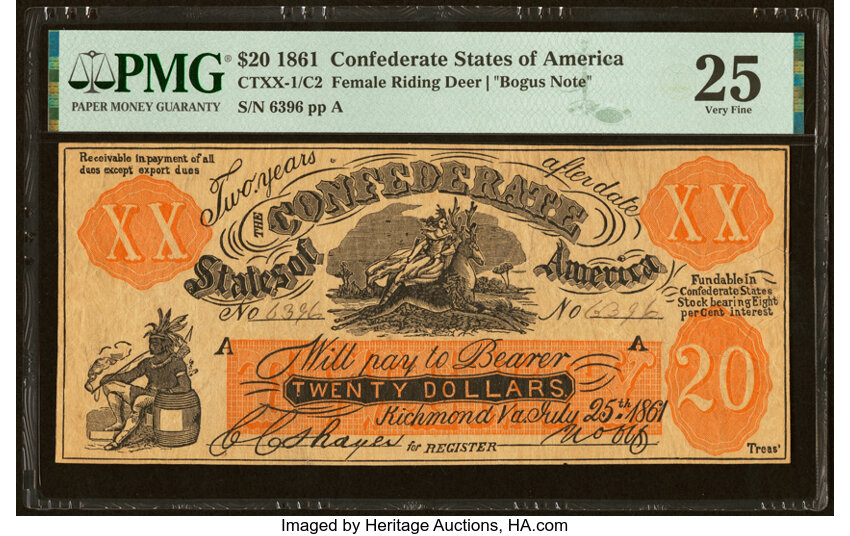 PMG®
PAPER MONEY GUARANTY
$20 1861 Confederate States of America
CTXX-1/C2 Female Riding Deer | "Bogus Note"
S/N 6396 pp A
25
Very Fine
Receivable in payment of all
dues except export dues
Two years after date
THE CONFEDERATE
States of America
XX
XX
Fundable in
Confederate States
Stock bearing Eight
per Cent interest
No 6396
No 6396
A
A
Will pay to Bearer
TWENTY DOLLARS
20
Richmond Va. July 25th 1861
for REGISTER
Treas'
Imaged by Heritage Auctions, HA.com